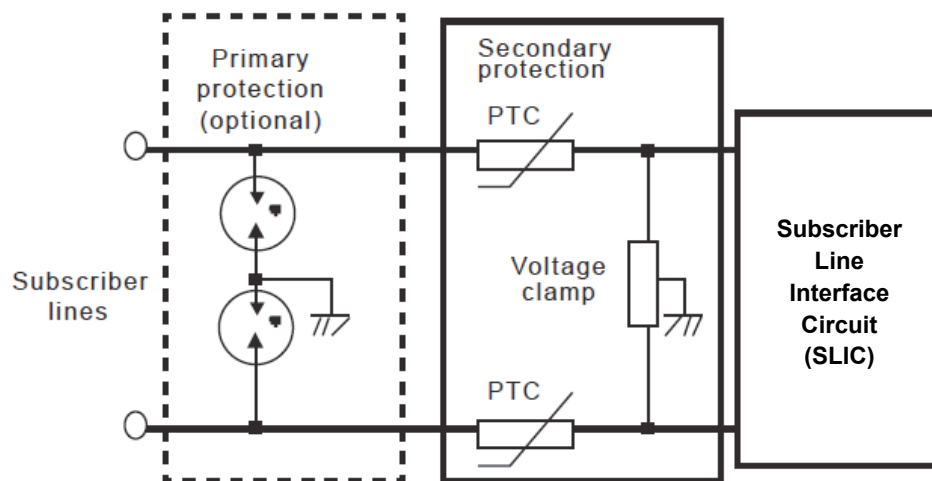 Primary
protection
(optional)
Secondary
protection
PTC
Subscriber
lines
Voltage
clamp
PTC
Subscriber
Line
Interface
Circuit
(SLIC)